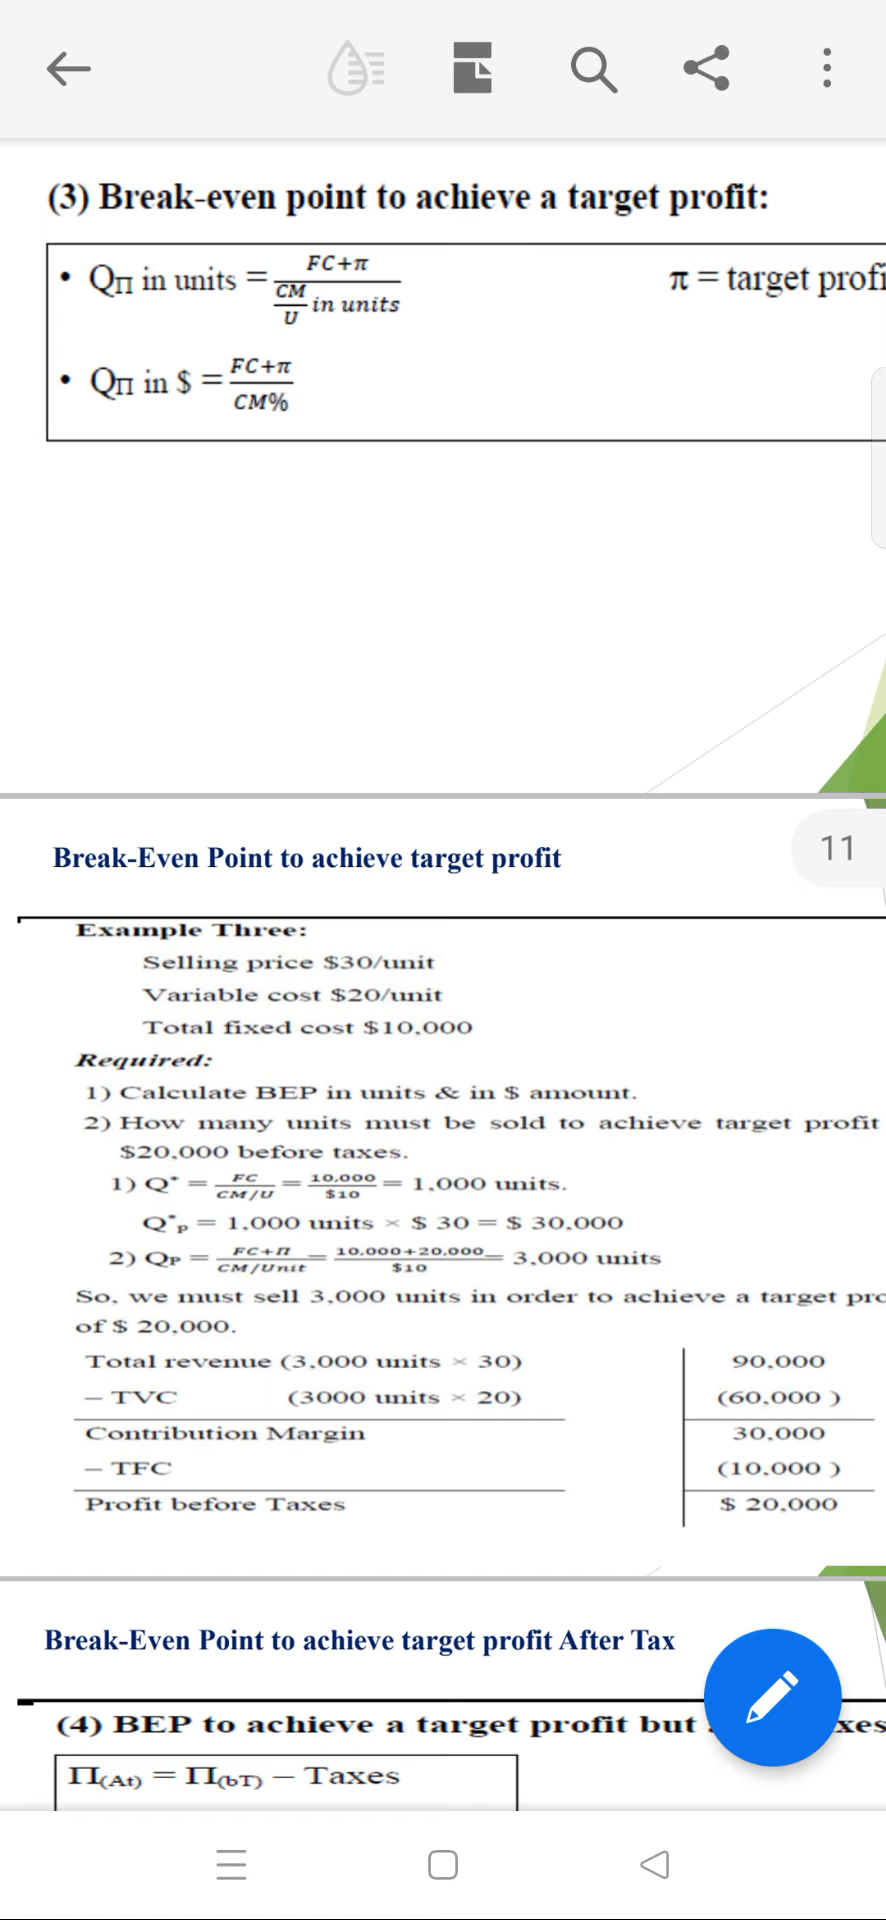 (3) Break-even point to achieve a target profit:
• QΠ in units = FC+π / CM/U in units
π = target profi
• QΠ in $ = FC+π / CM%
Break-Even Point to achieve target profit
11
Example Three:
Selling price $30/unit
Variable cost $20/unit
Total fixed cost $10,000
Required:
1) Calculate BEP in units & in $ amount.
2) How many units must be sold to achieve target profit
$20,000 before taxes.
1) Q* = FC / CM/U = 10,000 / $10 = 1,000 units.
Q*p = 1,000 units × $ 30 = $ 30,000
2) QP = FC+Π / CM/Unit = 10,000+20,000 / $10 = 3,000 units
So, we must sell 3,000 units in order to achieve a target pro
of $ 20,000.
Total revenue (3,000 units × 30) 90,000
– TVC (3000 units × 20) (60,000 )
Contribution Margin 30,000
– TFC (10,000 )
Profit before Taxes $ 20,000
Break-Even Point to achieve target profit After Tax
(4) BEP to achieve a target profit but xes
Π(At) = Π(bT) – Taxes